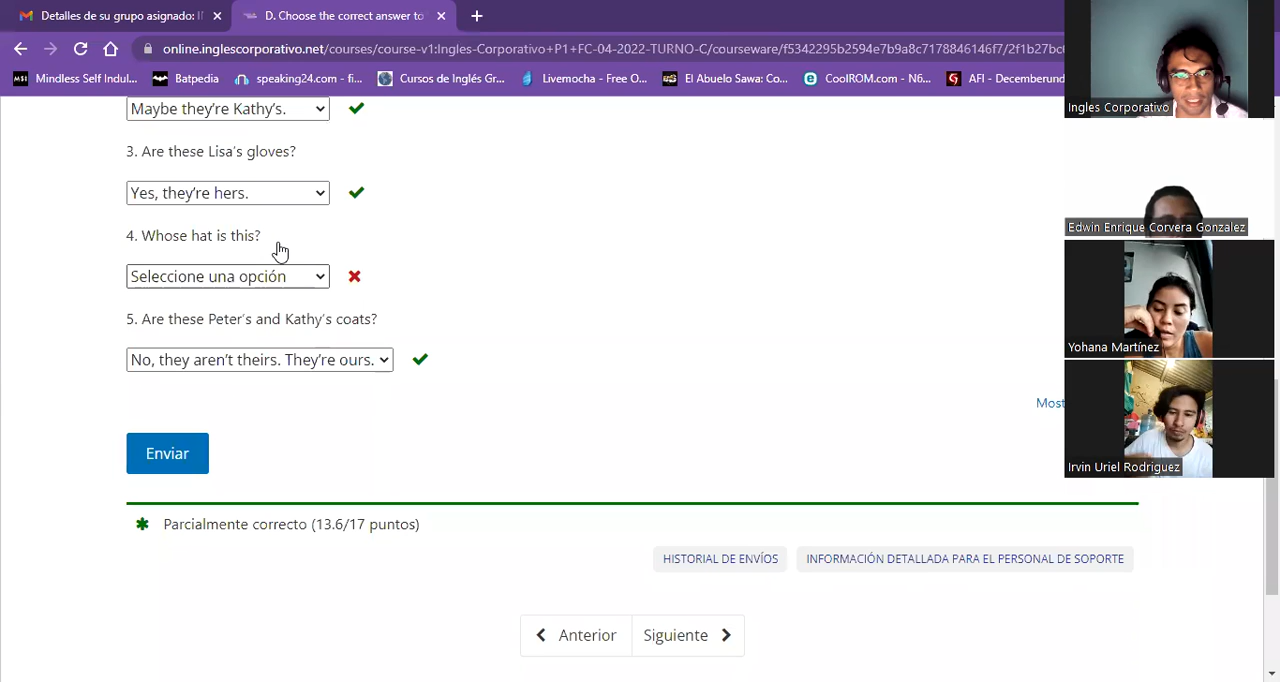 Detalles de su grupo asignado: I
D. Choose the correct answer to
online.inglescorporativo.net/courses/course-v1:Ingles-Corporativo+P1+FC-04-2022-TURNO-C/courseware/f5342295b2594e7b9a8c7178846146f7/2f1b27bc
Mindless Self Indul...
Batpedia
speaking24.com - fi...
Cursos de Inglés Gr...
Livemocha - Free O...
El Abuelo Sawa: Co...
CoolROM.com - N6...
AFI - Decemberund
Maybe they're Kathy's.
3. Are these Lisa's gloves?
Yes, they're hers.
4. Whose hat is this?
Seleccione una opción
5. Are these Peter's and Kathy's coats?
No, they aren't theirs. They're ours.
Most
Enviar
Parcialmente correcto (13.6/17 puntos)
HISTORIAL DE ENVÍOS
INFORMACIÓN DETALLADA PARA EL PERSONAL DE SOPORTE
Anterior
Siguiente
Ingles Corporativo
Edwin Enrique Corvera Gonzalez
Yohana Martínez
Irvin Uriel Rodriguez